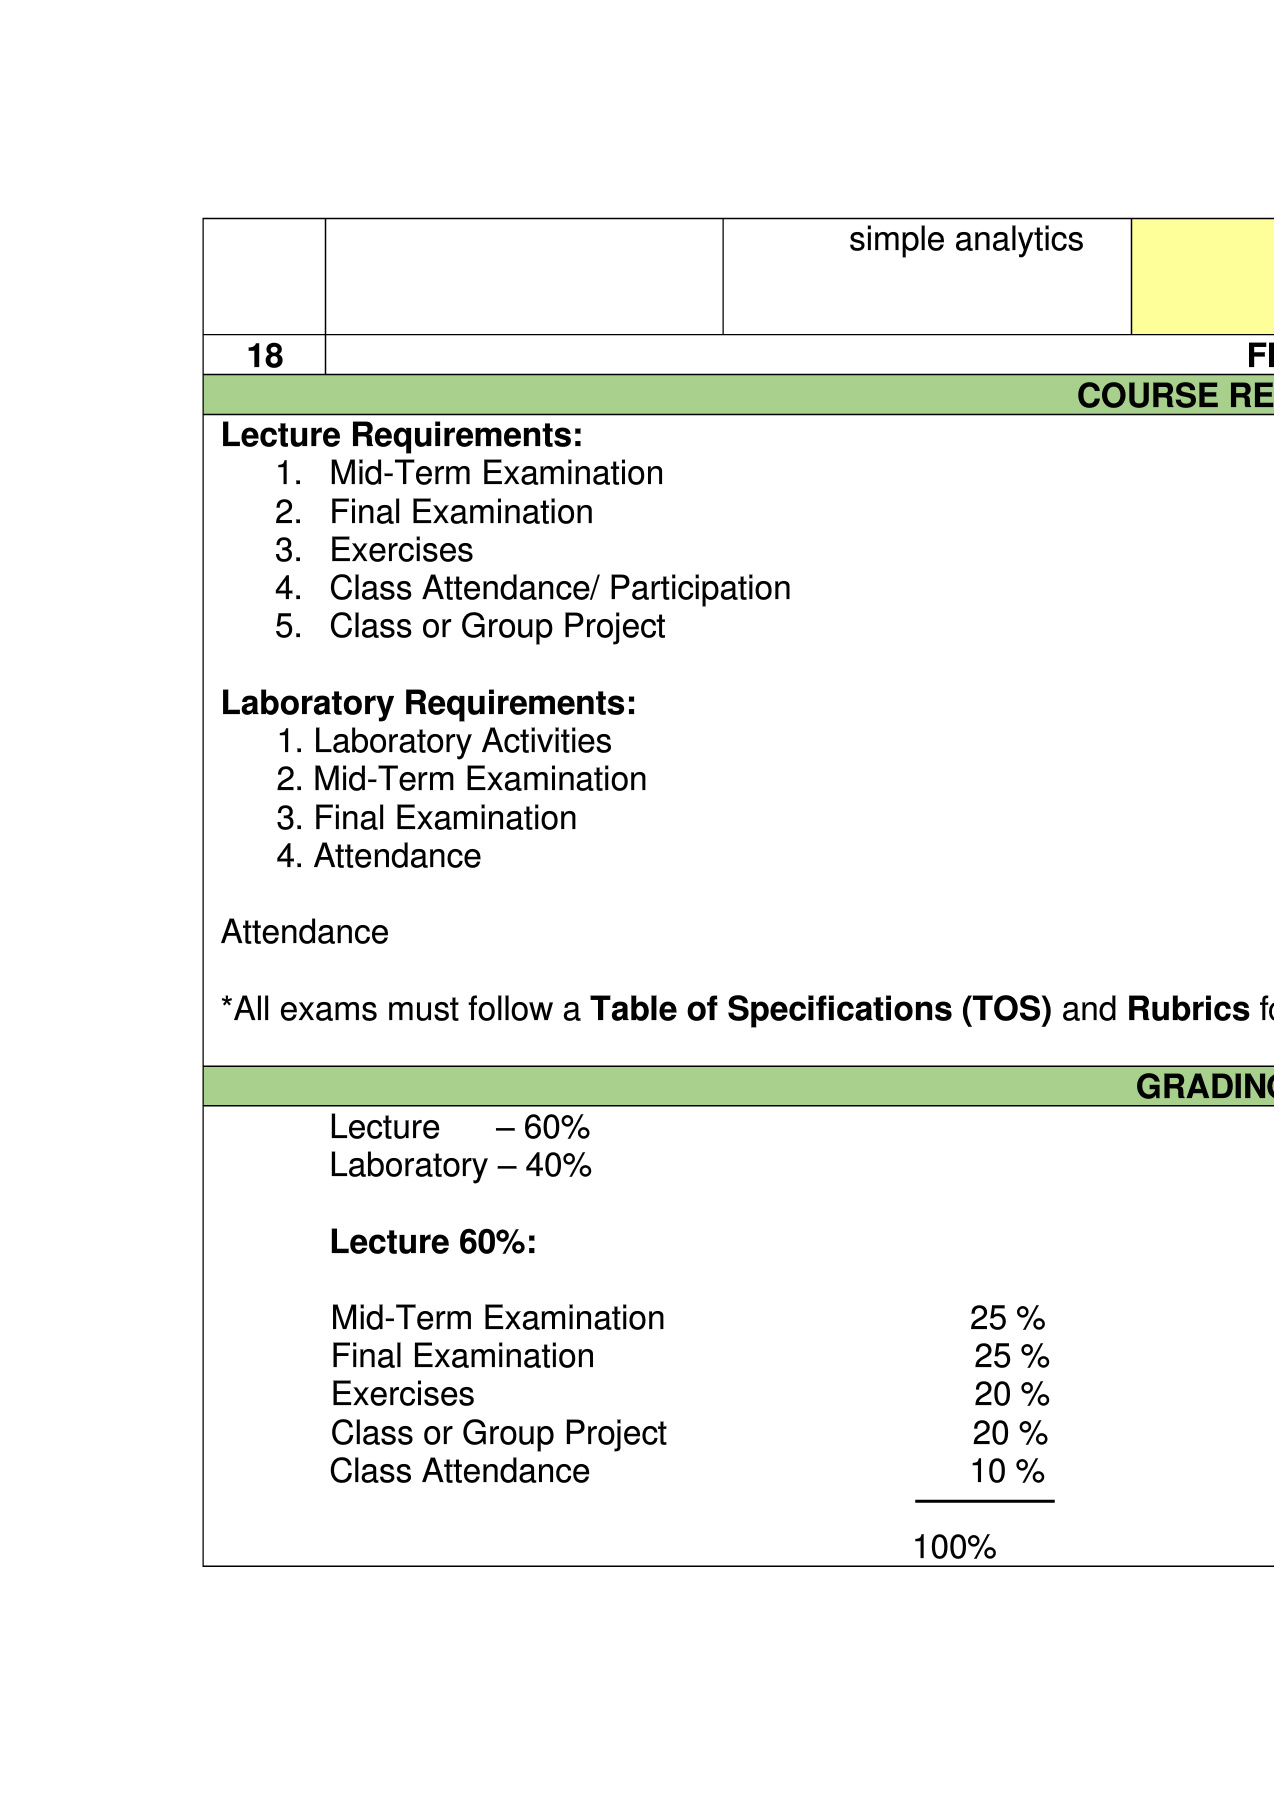 simple analytics
18
COURSE RE
Lecture Requirements:
1. Mid-Term Examination
2. Final Examination
3. Exercises
4. Class Attendance/ Participation
5. Class or Group Project
Laboratory Requirements:
1. Laboratory Activities
2. Mid-Term Examination
3. Final Examination
4. Attendance
Attendance
*All exams must follow a Table of Specifications (TOS) and Rubrics
GRADING
Lecture – 60%
Laboratory – 40%
Lecture 60%:
Mid-Term Examination 25 %
Final Examination 25 %
Exercises 20 %
Class or Group Project 20 %
Class Attendance 10 %
100%